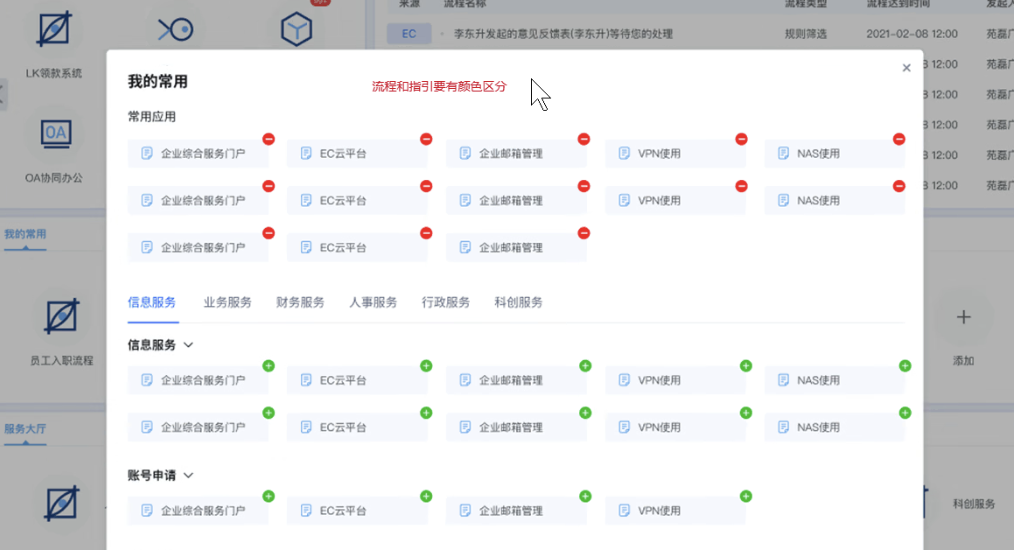 来源 流程名称 流程类型 流程达到时间 发起人
EC 李东升发起的意见反馈表(李东升)等待您的处理 规则筛选 2021-02-08 12:00 苑磊广
LK领款系统
8 12:00 苑磊广
8 12:00 苑磊广
8 12:00 苑磊广
8 12:00 苑磊广
8 12:00 苑磊广
OA
OA协同办公
我的常用
员工入职流程
添加
服务大厅
科创服务
我的常用
流程和指引要有颜色区分
常用应用
企业综合服务门户 EC云平台 企业邮箱管理 VPN使用 NAS使用
企业综合服务门户 EC云平台 企业邮箱管理 VPN使用 NAS使用
企业综合服务门户 EC云平台 企业邮箱管理
信息服务 业务服务 财务服务 人事服务 行政服务 科创服务
信息服务
企业综合服务门户 EC云平台 企业邮箱管理 VPN使用 NAS使用
企业综合服务门户 EC云平台 企业邮箱管理 VPN使用 NAS使用
账号申请
企业综合服务门户 EC云平台 企业邮箱管理 VPN使用